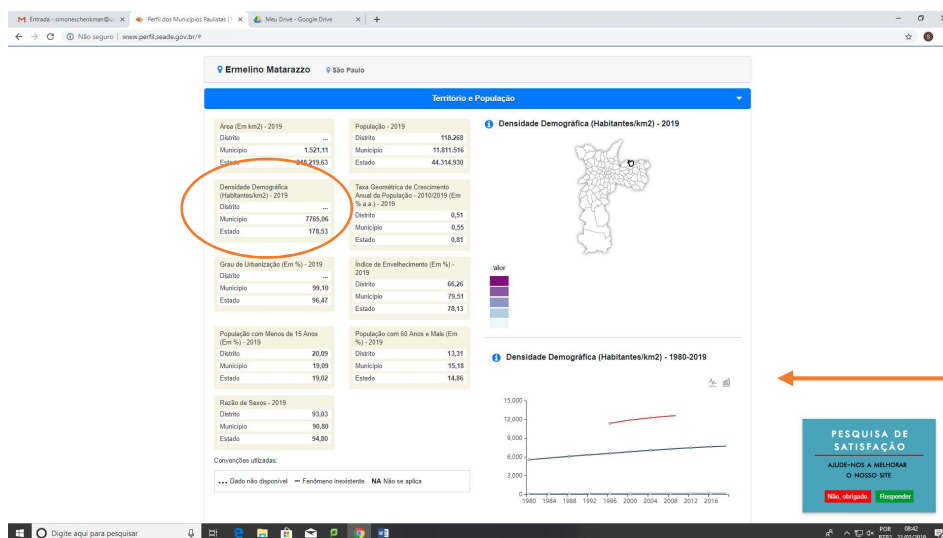 Entrada - simoneschenkman@u
Perfil dos Municípios Paulistas |
Meu Drive - Google Drive
Não seguro | www.perfil.seade.gov.br/#
Ermelino Matarazzo São Paulo
Território e População
Área (Em km2) - 2019
Distrito ...
Município 1.521,11
Estado 248.219,63
População - 2019
Distrito 118.268
Município 11.811.516
Estado 44.314.930
Densidade Demográfica (Habitantes/km2) - 2019
Distrito ...
Município 7765,06
Estado 178,53
Taxa Geométrica de Crescimento Anual da População - 2010/2019 (Em % a.a.) - 2019
Distrito 0,51
Município 0,55
Estado 0,81
Grau de Urbanização (Em %) - 2019
Distrito ...
Município 99,10
Estado 96,47
Índice de Envelhecimento (Em %) - 2019
Distrito 66,26
Município 79,51
Estado 78,13
População com Menos de 15 Anos (Em %) - 2019
Distrito 20,09
Município 19,09
Estado 19,02
População com 60 Anos e Mais (Em %) - 2019
Distrito 13,31
Município 15,18
Estado 14,86
Razão de Sexos - 2019
Distrito 93,03
Município 90,80
Estado 94,80
Convenções utilizadas:
... Dado não disponível — Fenômeno inexistente NA Não se aplica
Densidade Demográfica (Habitantes/km2) - 2019
Valor
Densidade Demográfica (Habitantes/km2) - 1980-2019
15,000
12,000
9,000
6,000
3,000
0
1980 1984 1988 1992 1996 2000 2004 2008 2012 2016
PESQUISA DE
SATISFAÇÃO
AJUDE-NOS A MELHORAR
O NOSSO SITE
Não, obrigado. Responder
Digite aqui para pesquisar
POR 08:42
PTB2 21/03/2019